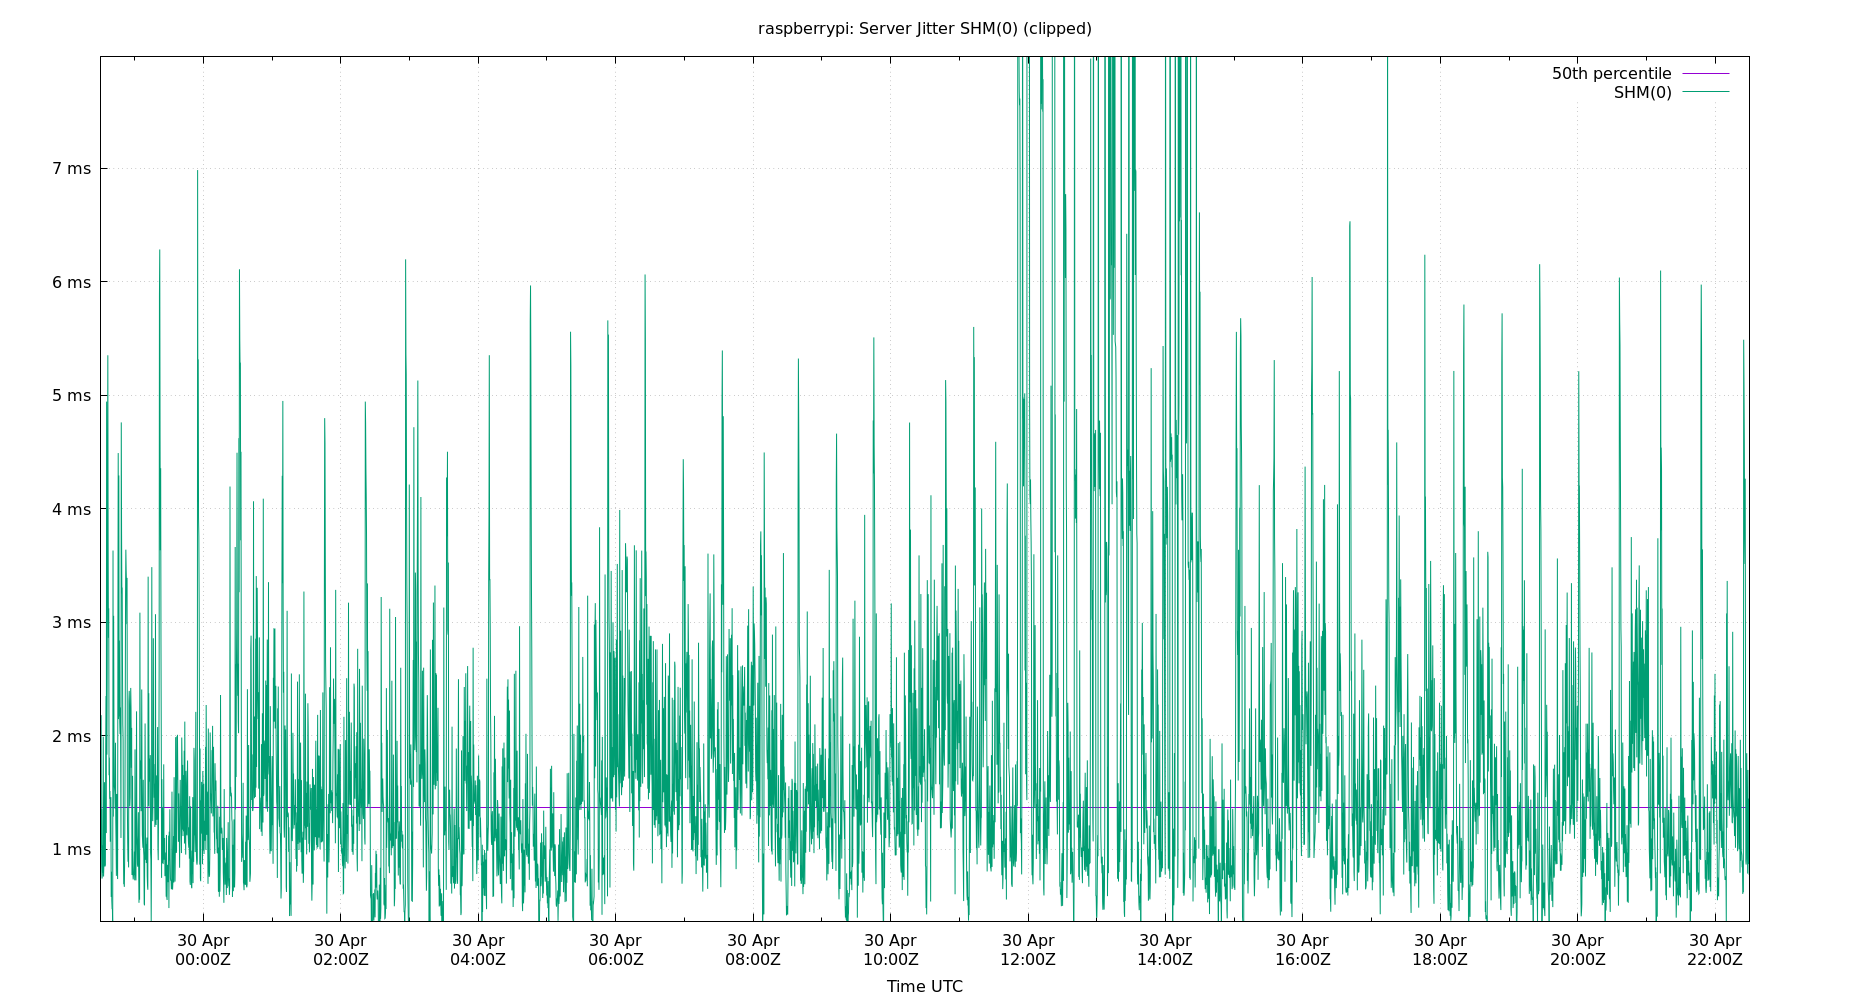 raspberrypi: Server Jitter SHM(0) (clipped)
50th percentile
SHM(0)
7 ms
6 ms
5 ms
4 ms
3 ms
2 ms
1 ms
30 Apr 30 Apr 30 Apr 30 Apr 30 Apr 30 Apr 30 Apr 30 Apr 30 Apr 30 Apr 30 Apr 30 Apr
00:00Z 02:00Z 04:00Z 06:00Z 08:00Z 10:00Z 12:00Z 14:00Z 16:00Z 18:00Z 20:00Z 22:00Z
Time UTC